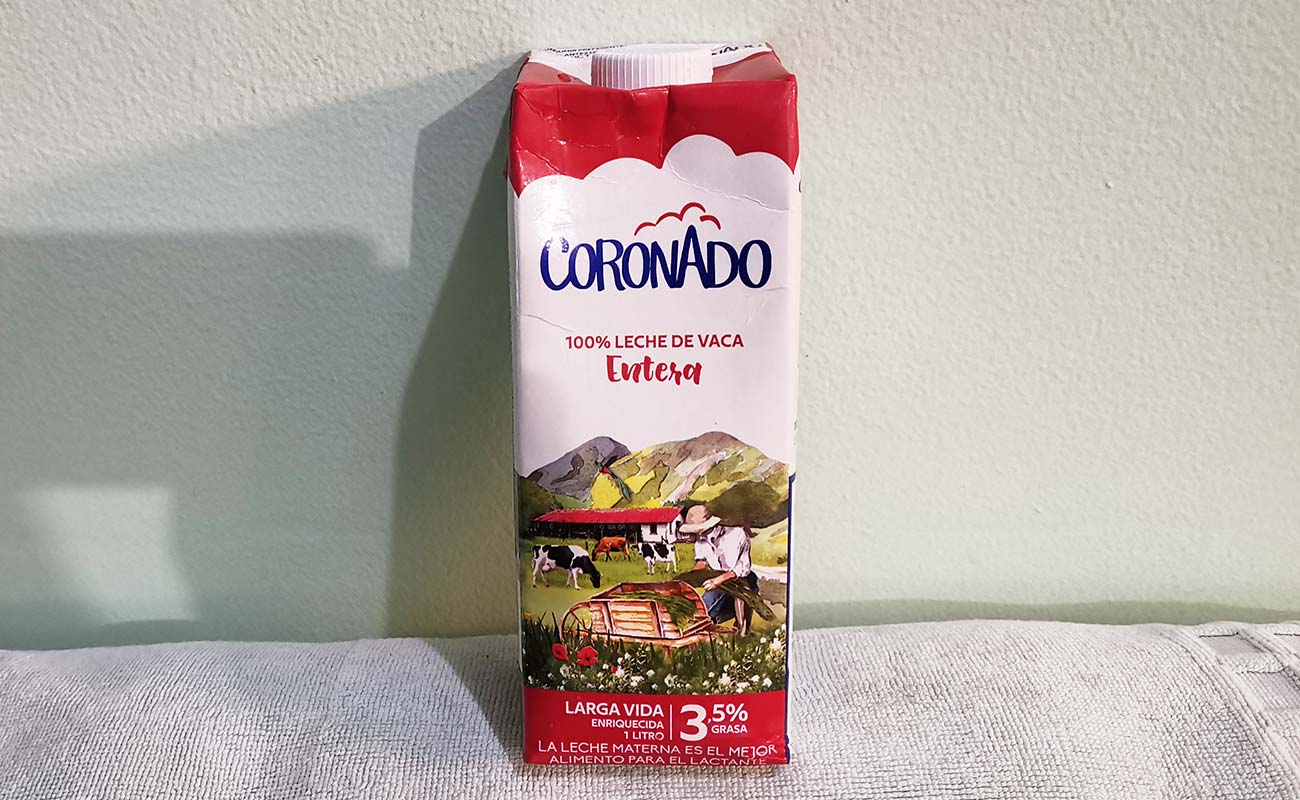 CORONADO
100% LECHE DE VACA
Entera
LARGA VIDA
ENRIQUECIDA
1 LITRO
3,5%
GRASA
LA LECHE MATERNA ES EL MEJOR
ALIMENTO PARA EL LACTANTE